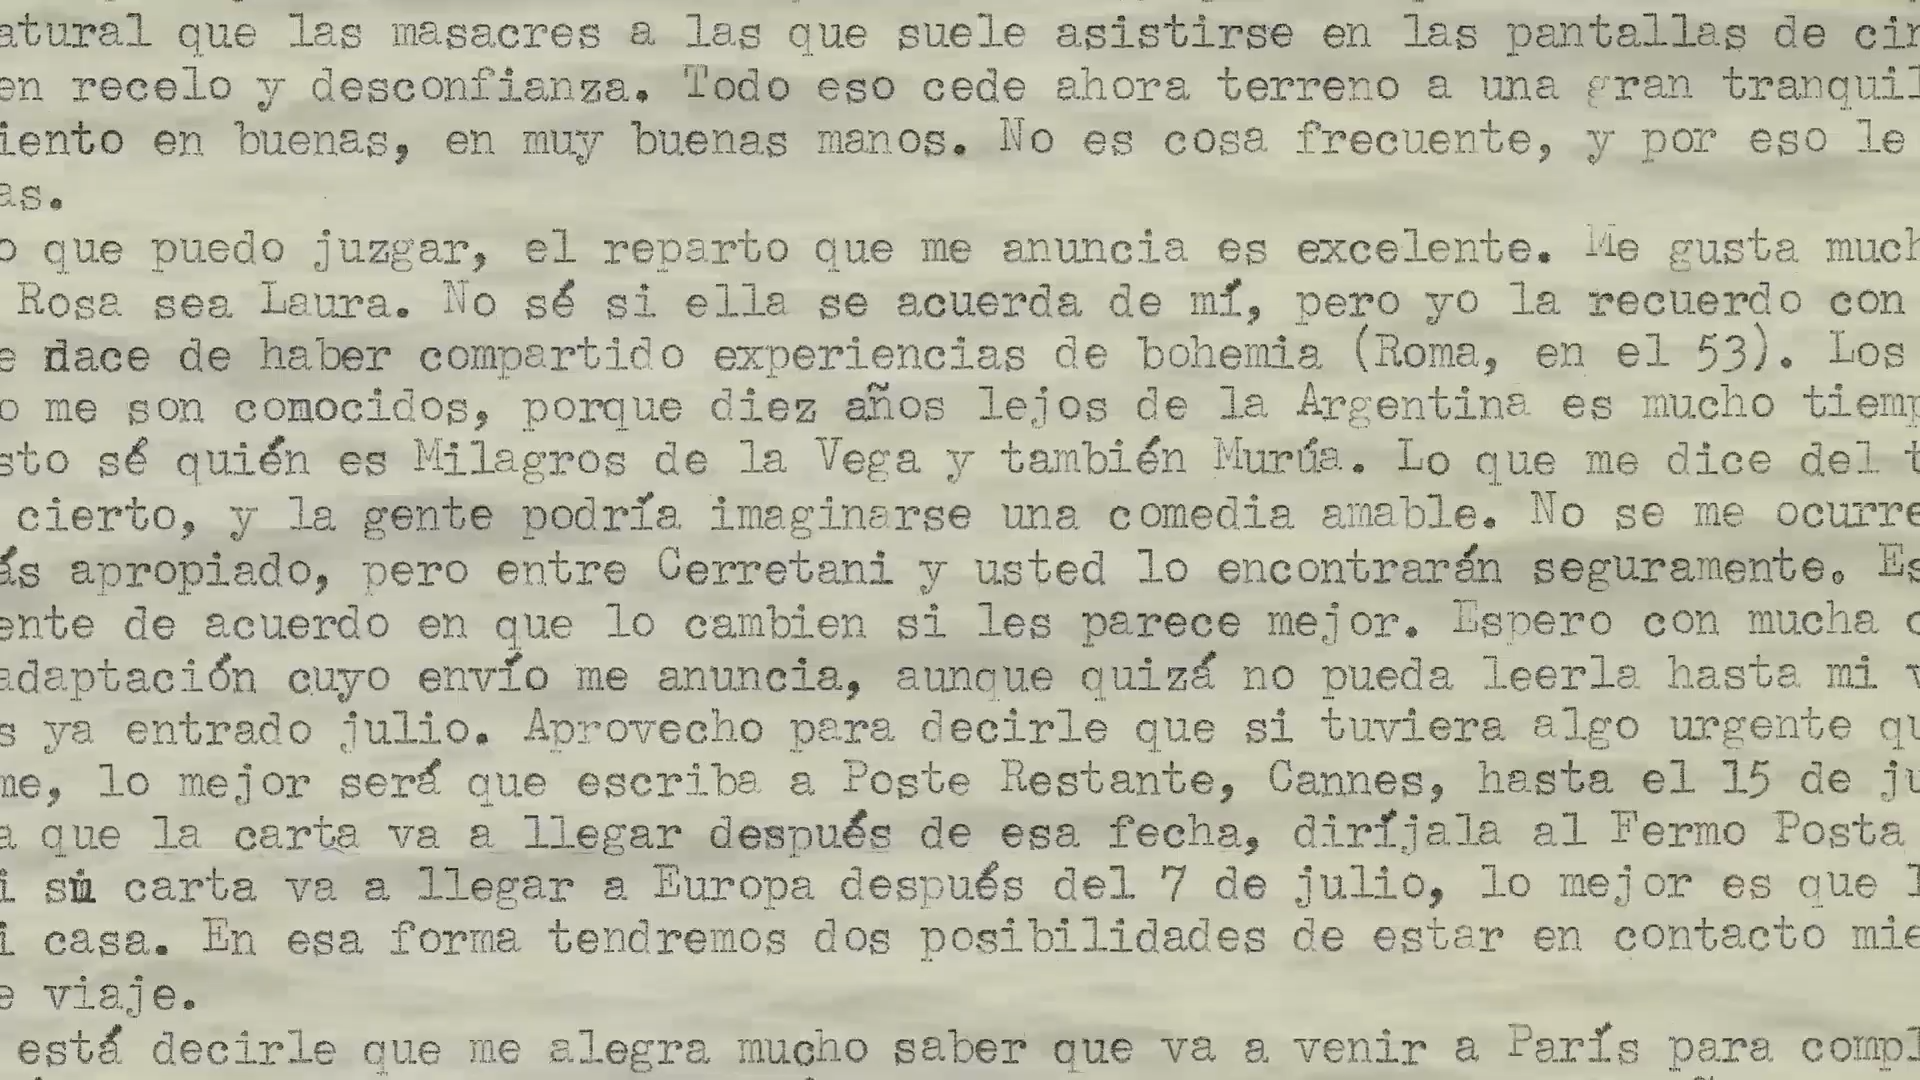 atural que las masacres a las que suele asistirse en las pantallas de cin
en recelo y desconfianza. Todo eso cede ahora terreno a una gran tranquil
iento en buenas, en muy buenas manos. No es cosa frecuente, y por eso le
as.
o que puedo juzgar, el reparto que me anuncia es excelente. Me gusta much
Rosa sea Laura. No sé si ella se acuerda de mí, pero yo la recuerdo con
e dace de haber compartido experiencias de bohemia (Roma, en el 53). Los
o me son conocidos, porque diez años lejos de la Argentina es mucho tiemp
sto sé quién es Milagros de la Vega y también Murúa. Lo que me dice del t
cierto, y la gente podría imaginarse una comedia amable. No se me ocurre
ás apropiado, pero entre Cerretani y usted lo encontrarán seguramente. Es
ente de acuerdo en que lo cambien si les parece mejor. Espero con mucha c
adaptación cuyo envío me anuncia, aunque quizá no pueda leerla hasta mi v
s ya entrado julio. Aprovecho para decirle que si tuviera algo urgente qu
me, lo mejor será que escriba a Poste Restante, Cannes, hasta el 15 de ju
a que la carta va a llegar después de esa fecha, diríjala al Fermo Posta
i su carta va a llegar a Europa después del 7 de julio, lo mejor es que l
i casa. En esa forma tendremos dos posibilidades de estar en contacto mie
e viaje.
está decirle que me alegra mucho saber que va a venir a París para compl